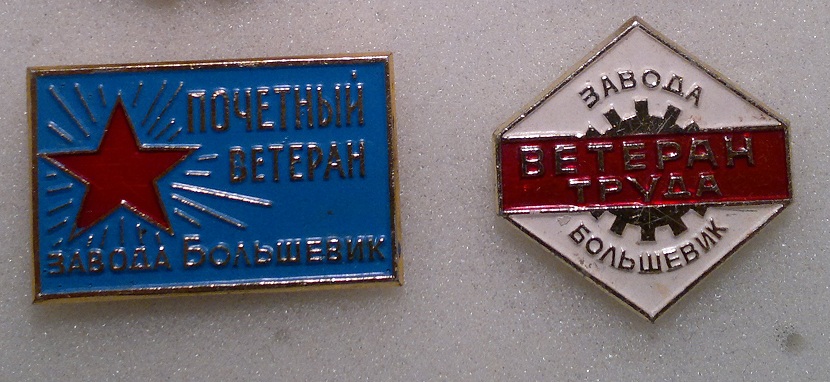 ПОЧЕТНЫЙ
ВЕТЕРАН
ЗАВОДА БОЛЬШЕВИК
ЗАВОДА
ВЕТЕРАН
ТРУДА
БОЛЬШЕВИК